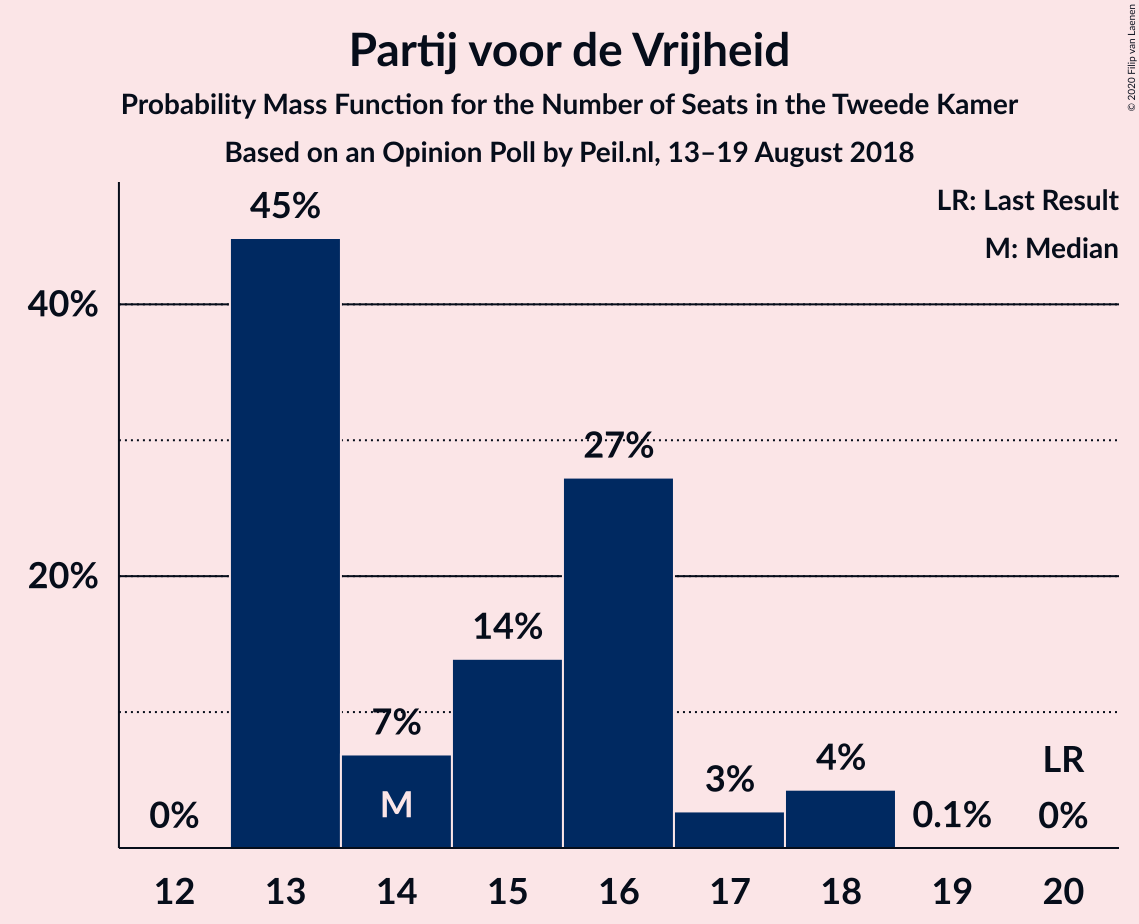 Partij voor de Vrijheid
Probability Mass Function for the Number of Seats in the Tweede Kamer
Based on an Opinion Poll by Peil.nl, 13–19 August 2018
© 2020 Filip van Laenen
LR: Last Result
M: Median
45%
40%
27%
20%
14%
7%
M
3%
4%
LR
0%
0.1%
0%
12 13 14 15 16 17 18 19 20